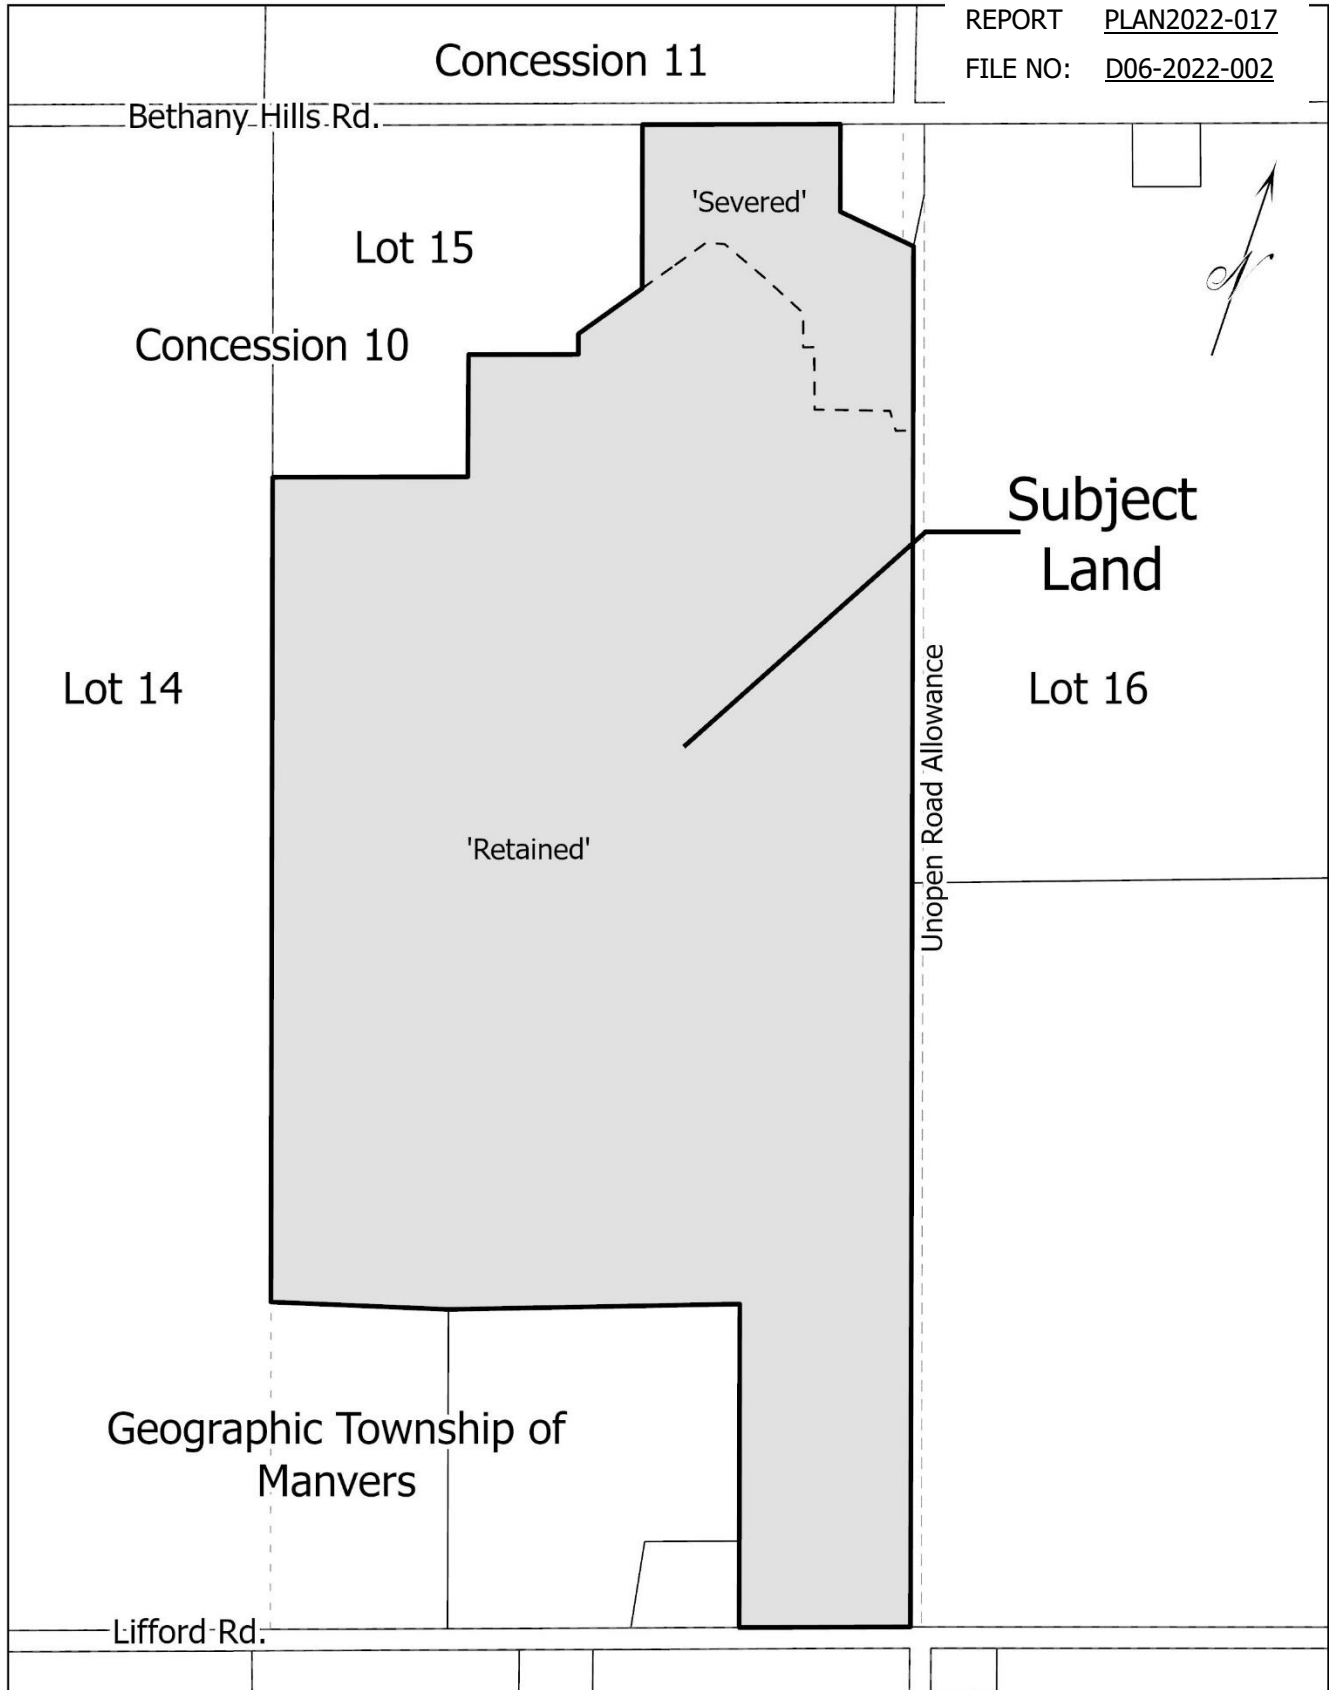 REPORT PLAN2022-017
FILE NO: D06-2022-002
Concession 11
Bethany Hills Rd.
'Severed'
Lot 15
N
Concession 10
Subject
Land
Lot 14
Lot 16
Unopen Road Allowance
'Retained'
Geographic Township of
Manvers
Lifford Rd.